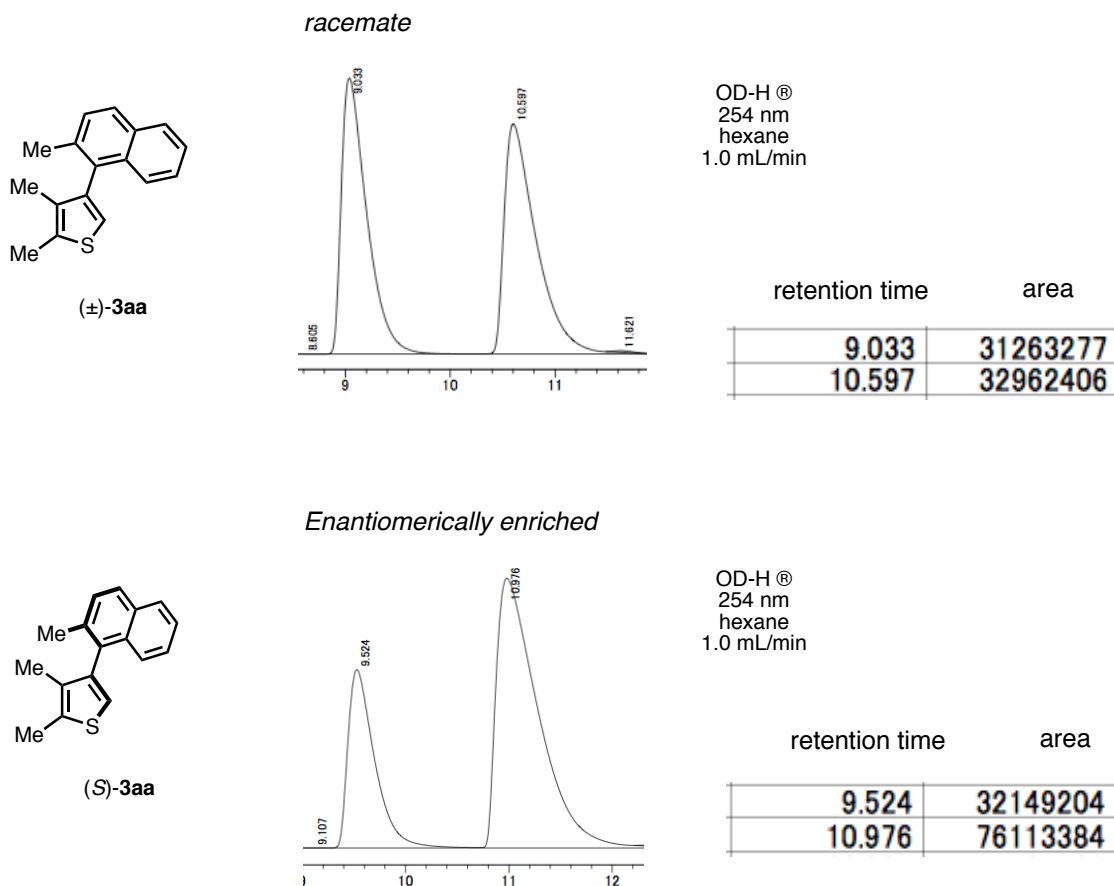 racemate
9.033
10.597
8.605
11.621
9
10
11
OD-H ®
254 nm
hexane
1.0 mL/min
Me
Me
Me
S
(±)-3aa
retention time area
9.033 31263277
10.597 32962406
Enantiomerically enriched
9.524
10.976
9.107
10
11
12
OD-H ®
254 nm
hexane
1.0 mL/min
Me
Me
Me
S
(S)-3aa
retention time area
9.524 32149204
10.976 76113384